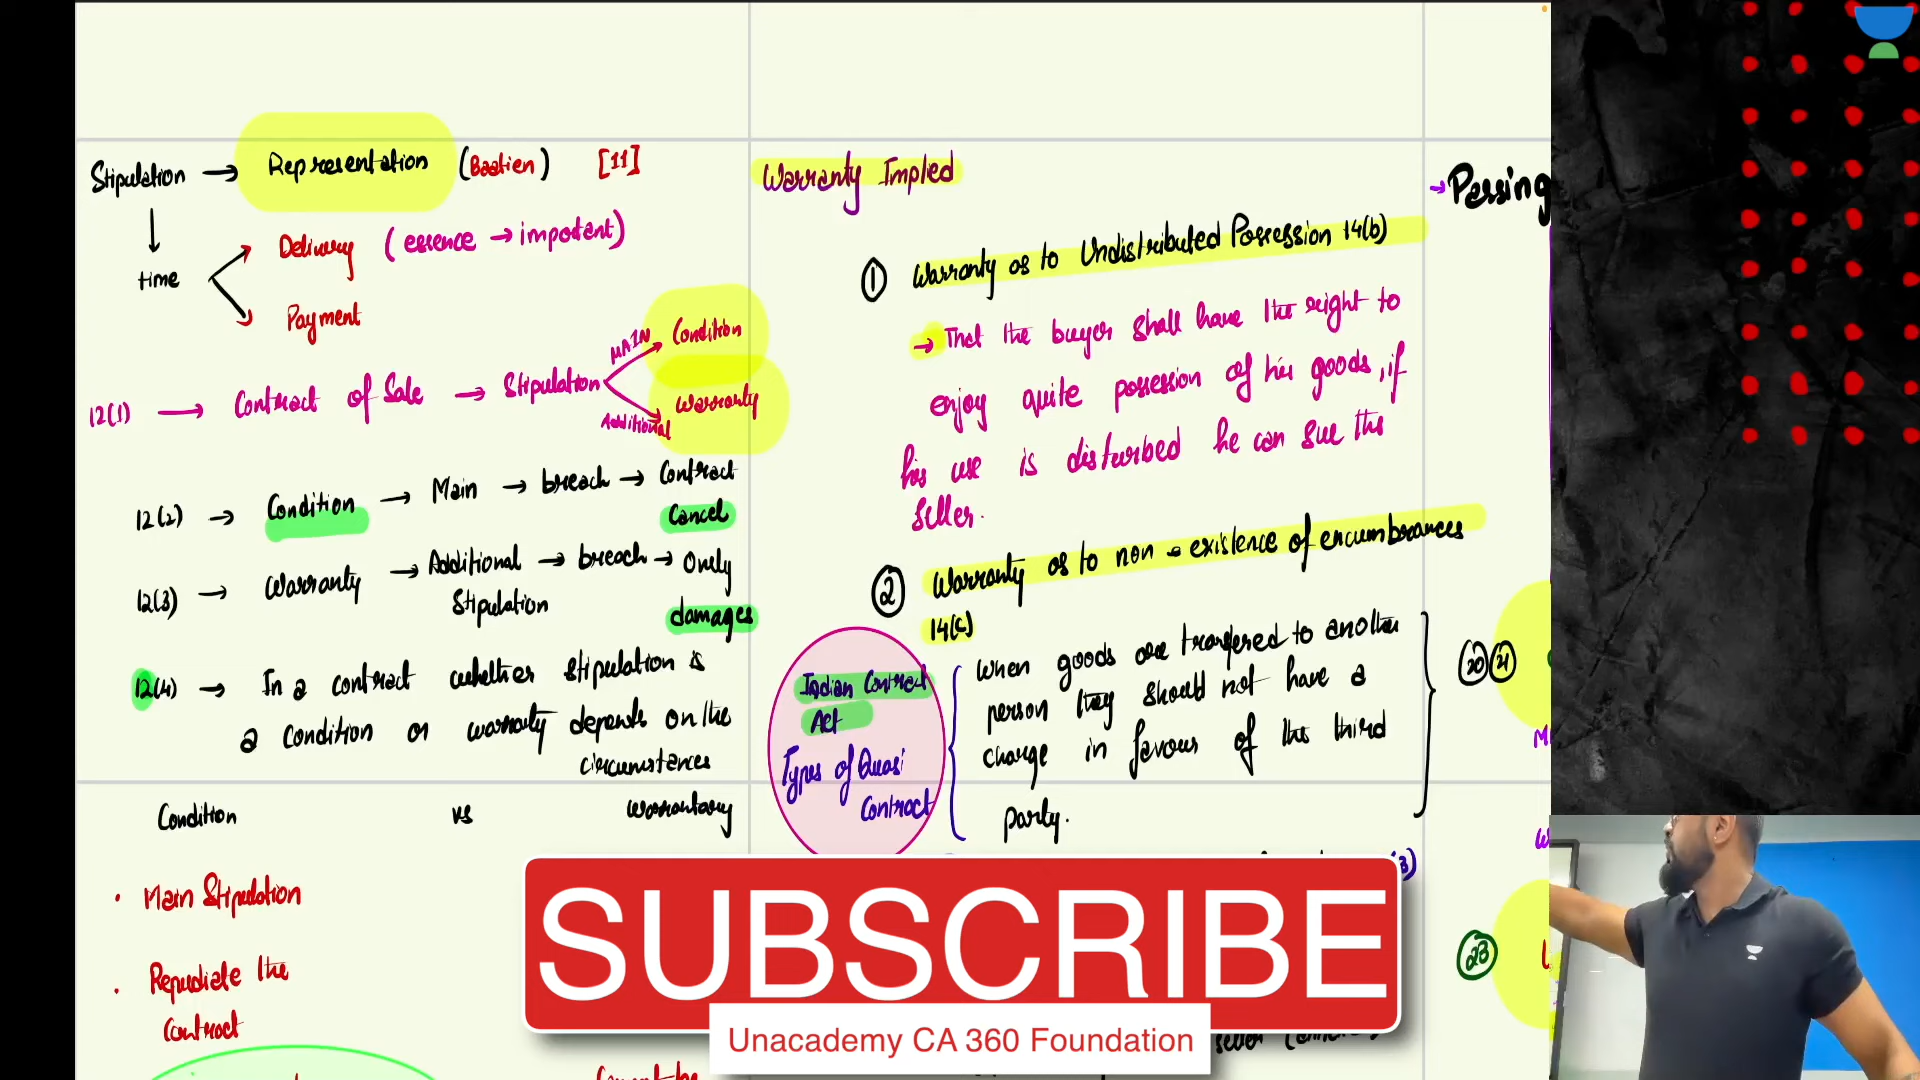 Stipulation → Representation (Baatien) [11]
time
Delivery (essence → important)
Payment
12(1) → Contract of Sale → Stipulation
MAIN Condition
Additional Warranty
12(2) → Condition → Main → breach → Contract
Cancel
12(3) → Warranty → Additional → breach → Only
Stipulation
damages
12(4) → In a contract whether stipulation is
a condition or warranty depends on the
circumstances
Condition vs warrantary
· Main Stipulation
· Repudiate the
Contract
Warranty Implied
① Warranty as to Undistributed Possession 14(b)
→ That the buyer shall have the right to
enjoy quite possession of his goods, if
his use is disturbed he can sue the
seller.
② Warranty as to non-existence of encumbrances
14(c)
When goods are transfered to another
person they should not have a
charge in favour of the third
party.
Indian Contract
Act
Types of Quasi
Contract
→ Passing
20 21
23
SUBSCRIBE
Unacademy CA 360 Foundation